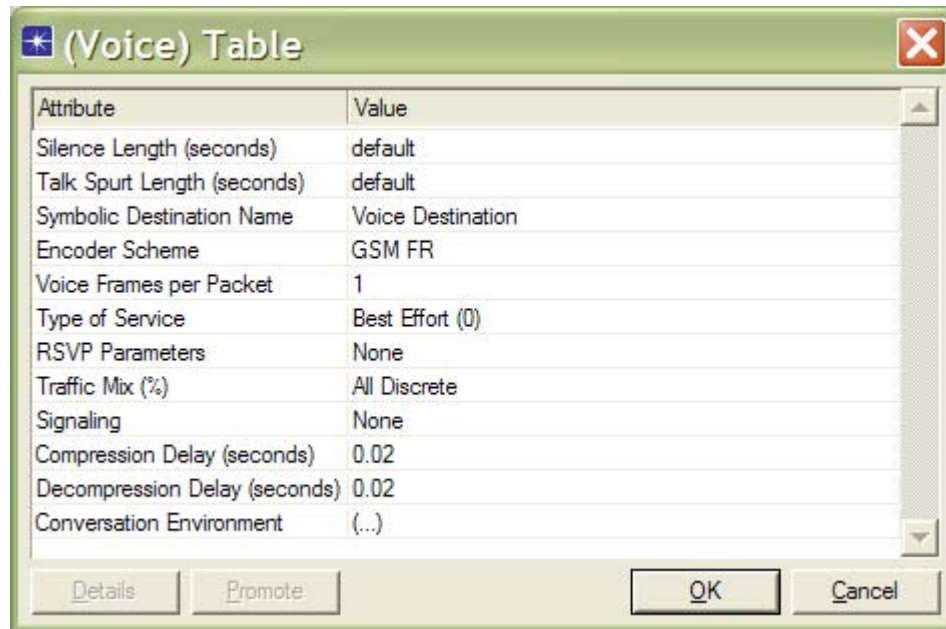 (Voice) Table
Attribute Value
Silence Length (seconds) default
Talk Spurt Length (seconds) default
Symbolic Destination Name Voice Destination
Encoder Scheme GSM FR
Voice Frames per Packet 1
Type of Service Best Effort (0)
RSVP Parameters None
Traffic Mix (%) All Discrete
Signaling None
Compression Delay (seconds) 0.02
Decompression Delay (seconds) 0.02
Conversation Environment (...)
Details Promote OK Cancel